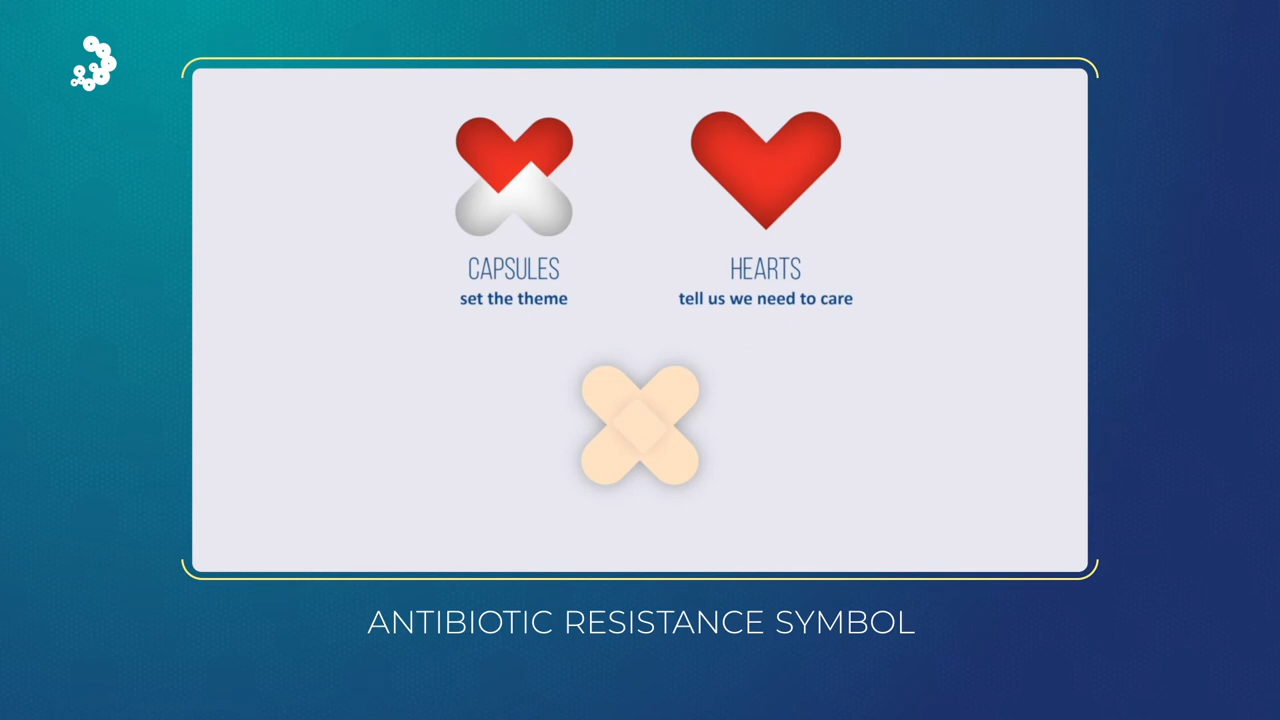 CAPSULES
set the theme
HEARTS
tell us we need to care
ANTIBIOTIC RESISTANCE SYMBOL